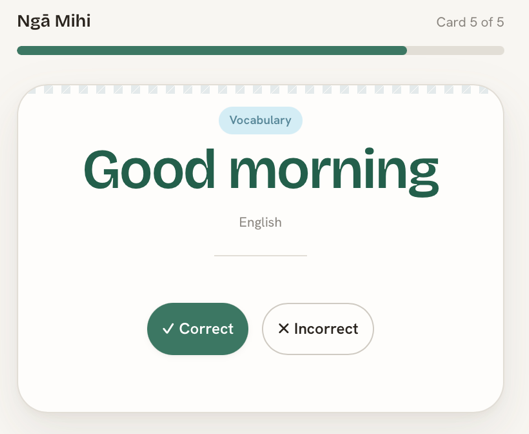 Ngā Mihi
Card 5 of 5
Vocabulary
Good morning
English
✓ Correct
✕ Incorrect